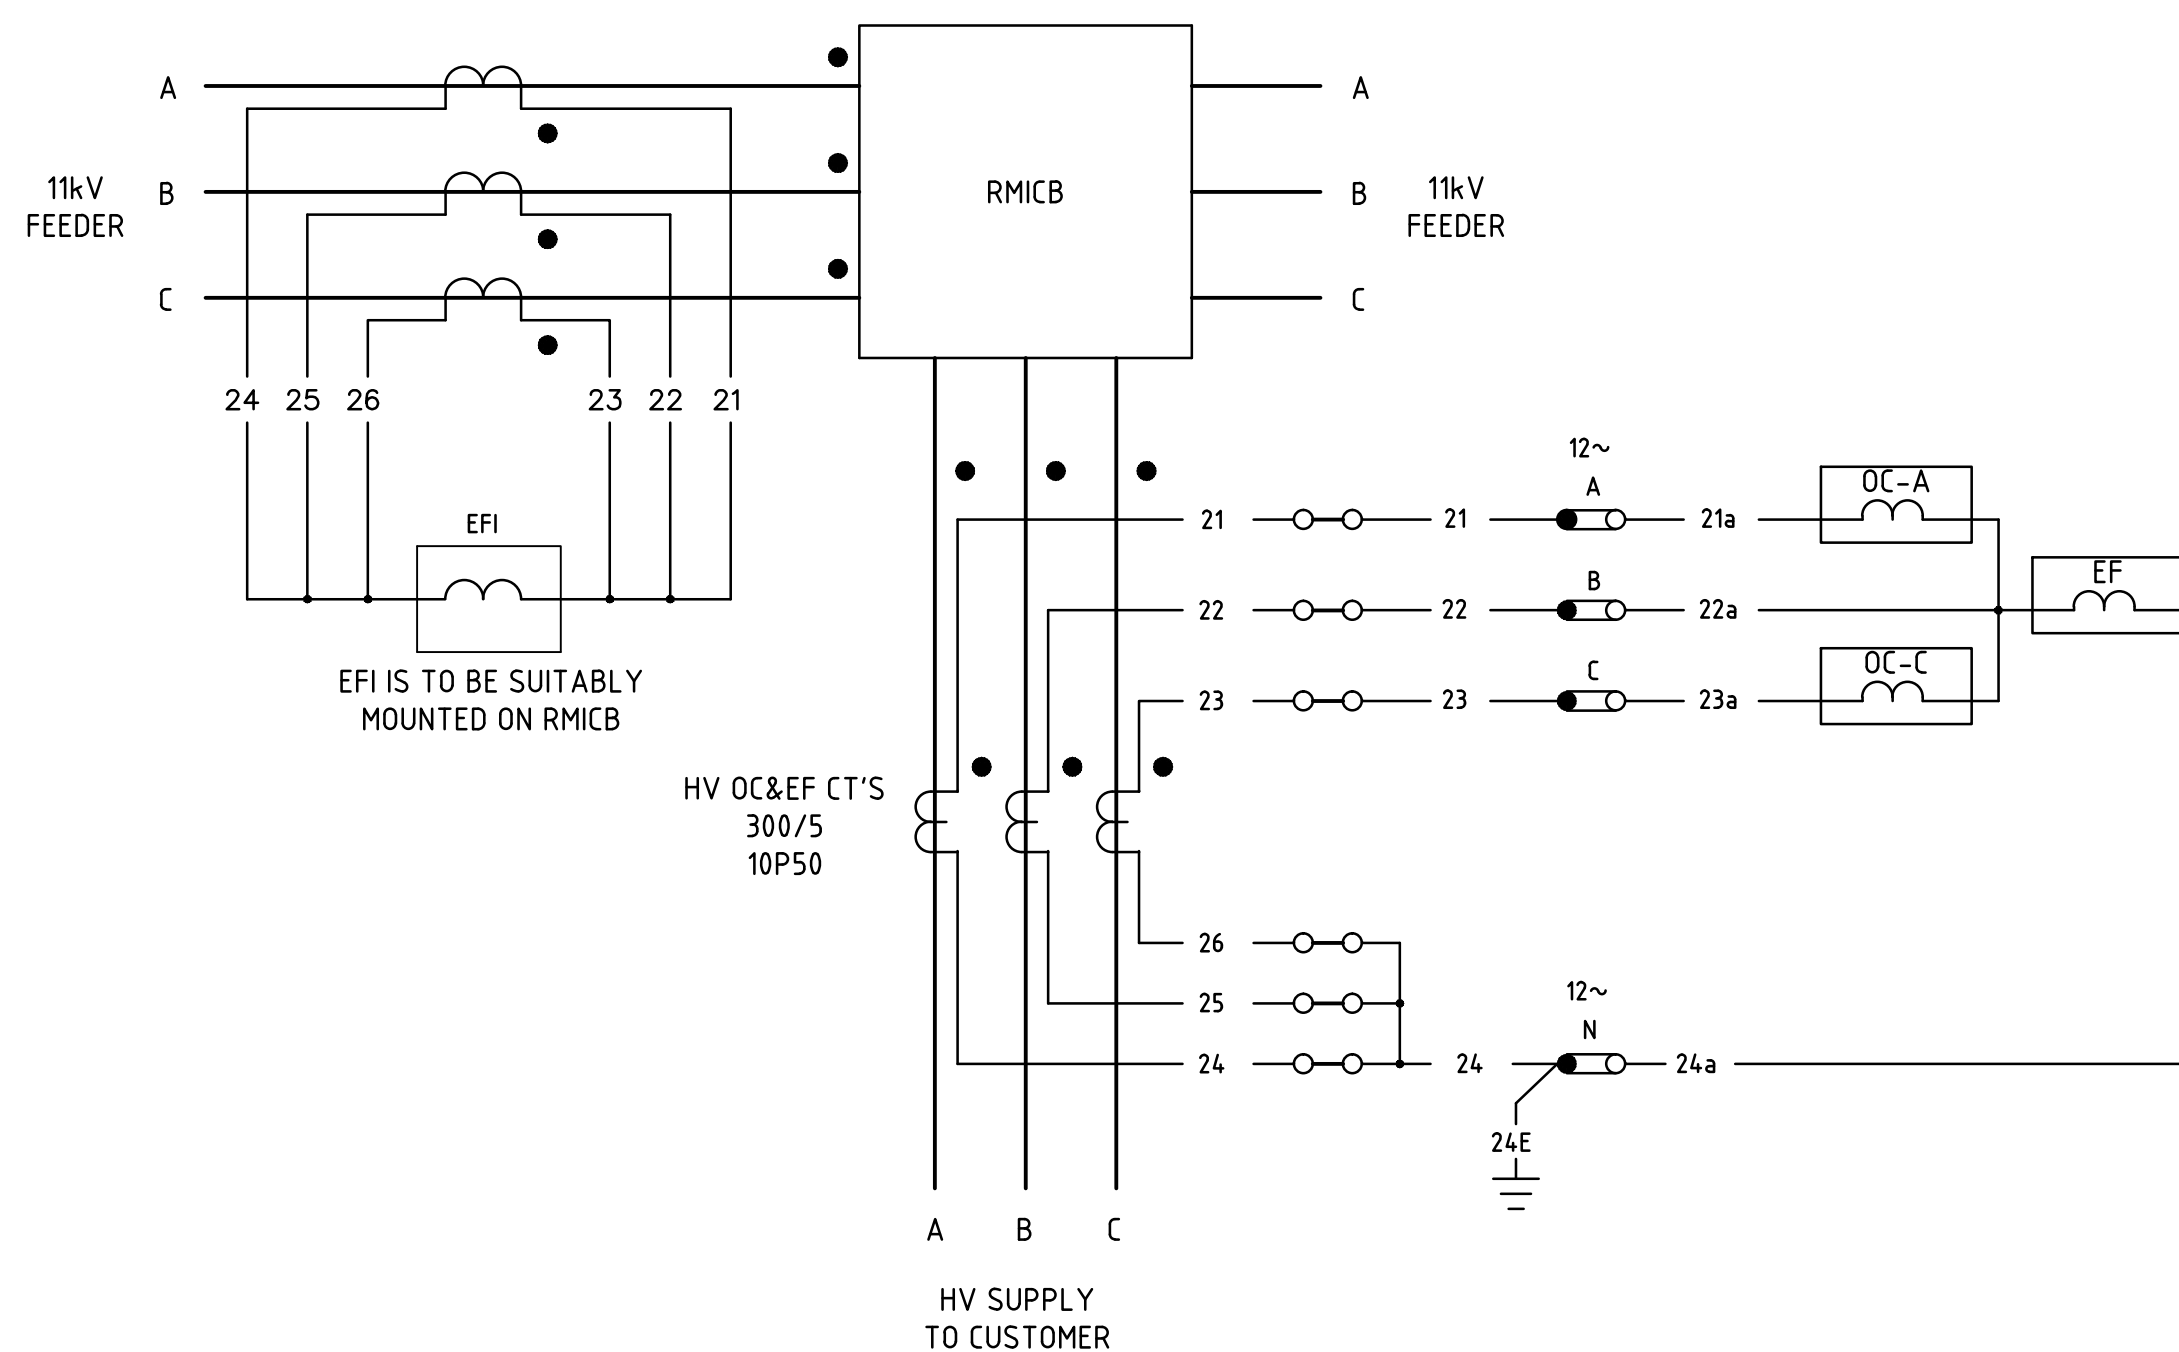 A
B
C
11kV
FEEDER
RMICB
A
B
C
11kV
FEEDER
24 25 26 23 22 21
EFI
EFI IS TO BE SUITABLY
MOUNTED ON RMICB
12~
A
21 21 21a OC-A
B
22 22 22a EF
C
23 23 23a OC-C
HV OC&EF CT'S
300/5
10P50
26
25
12~
N
24 24 24a
24E
A B C
HV SUPPLY
TO CUSTOMER